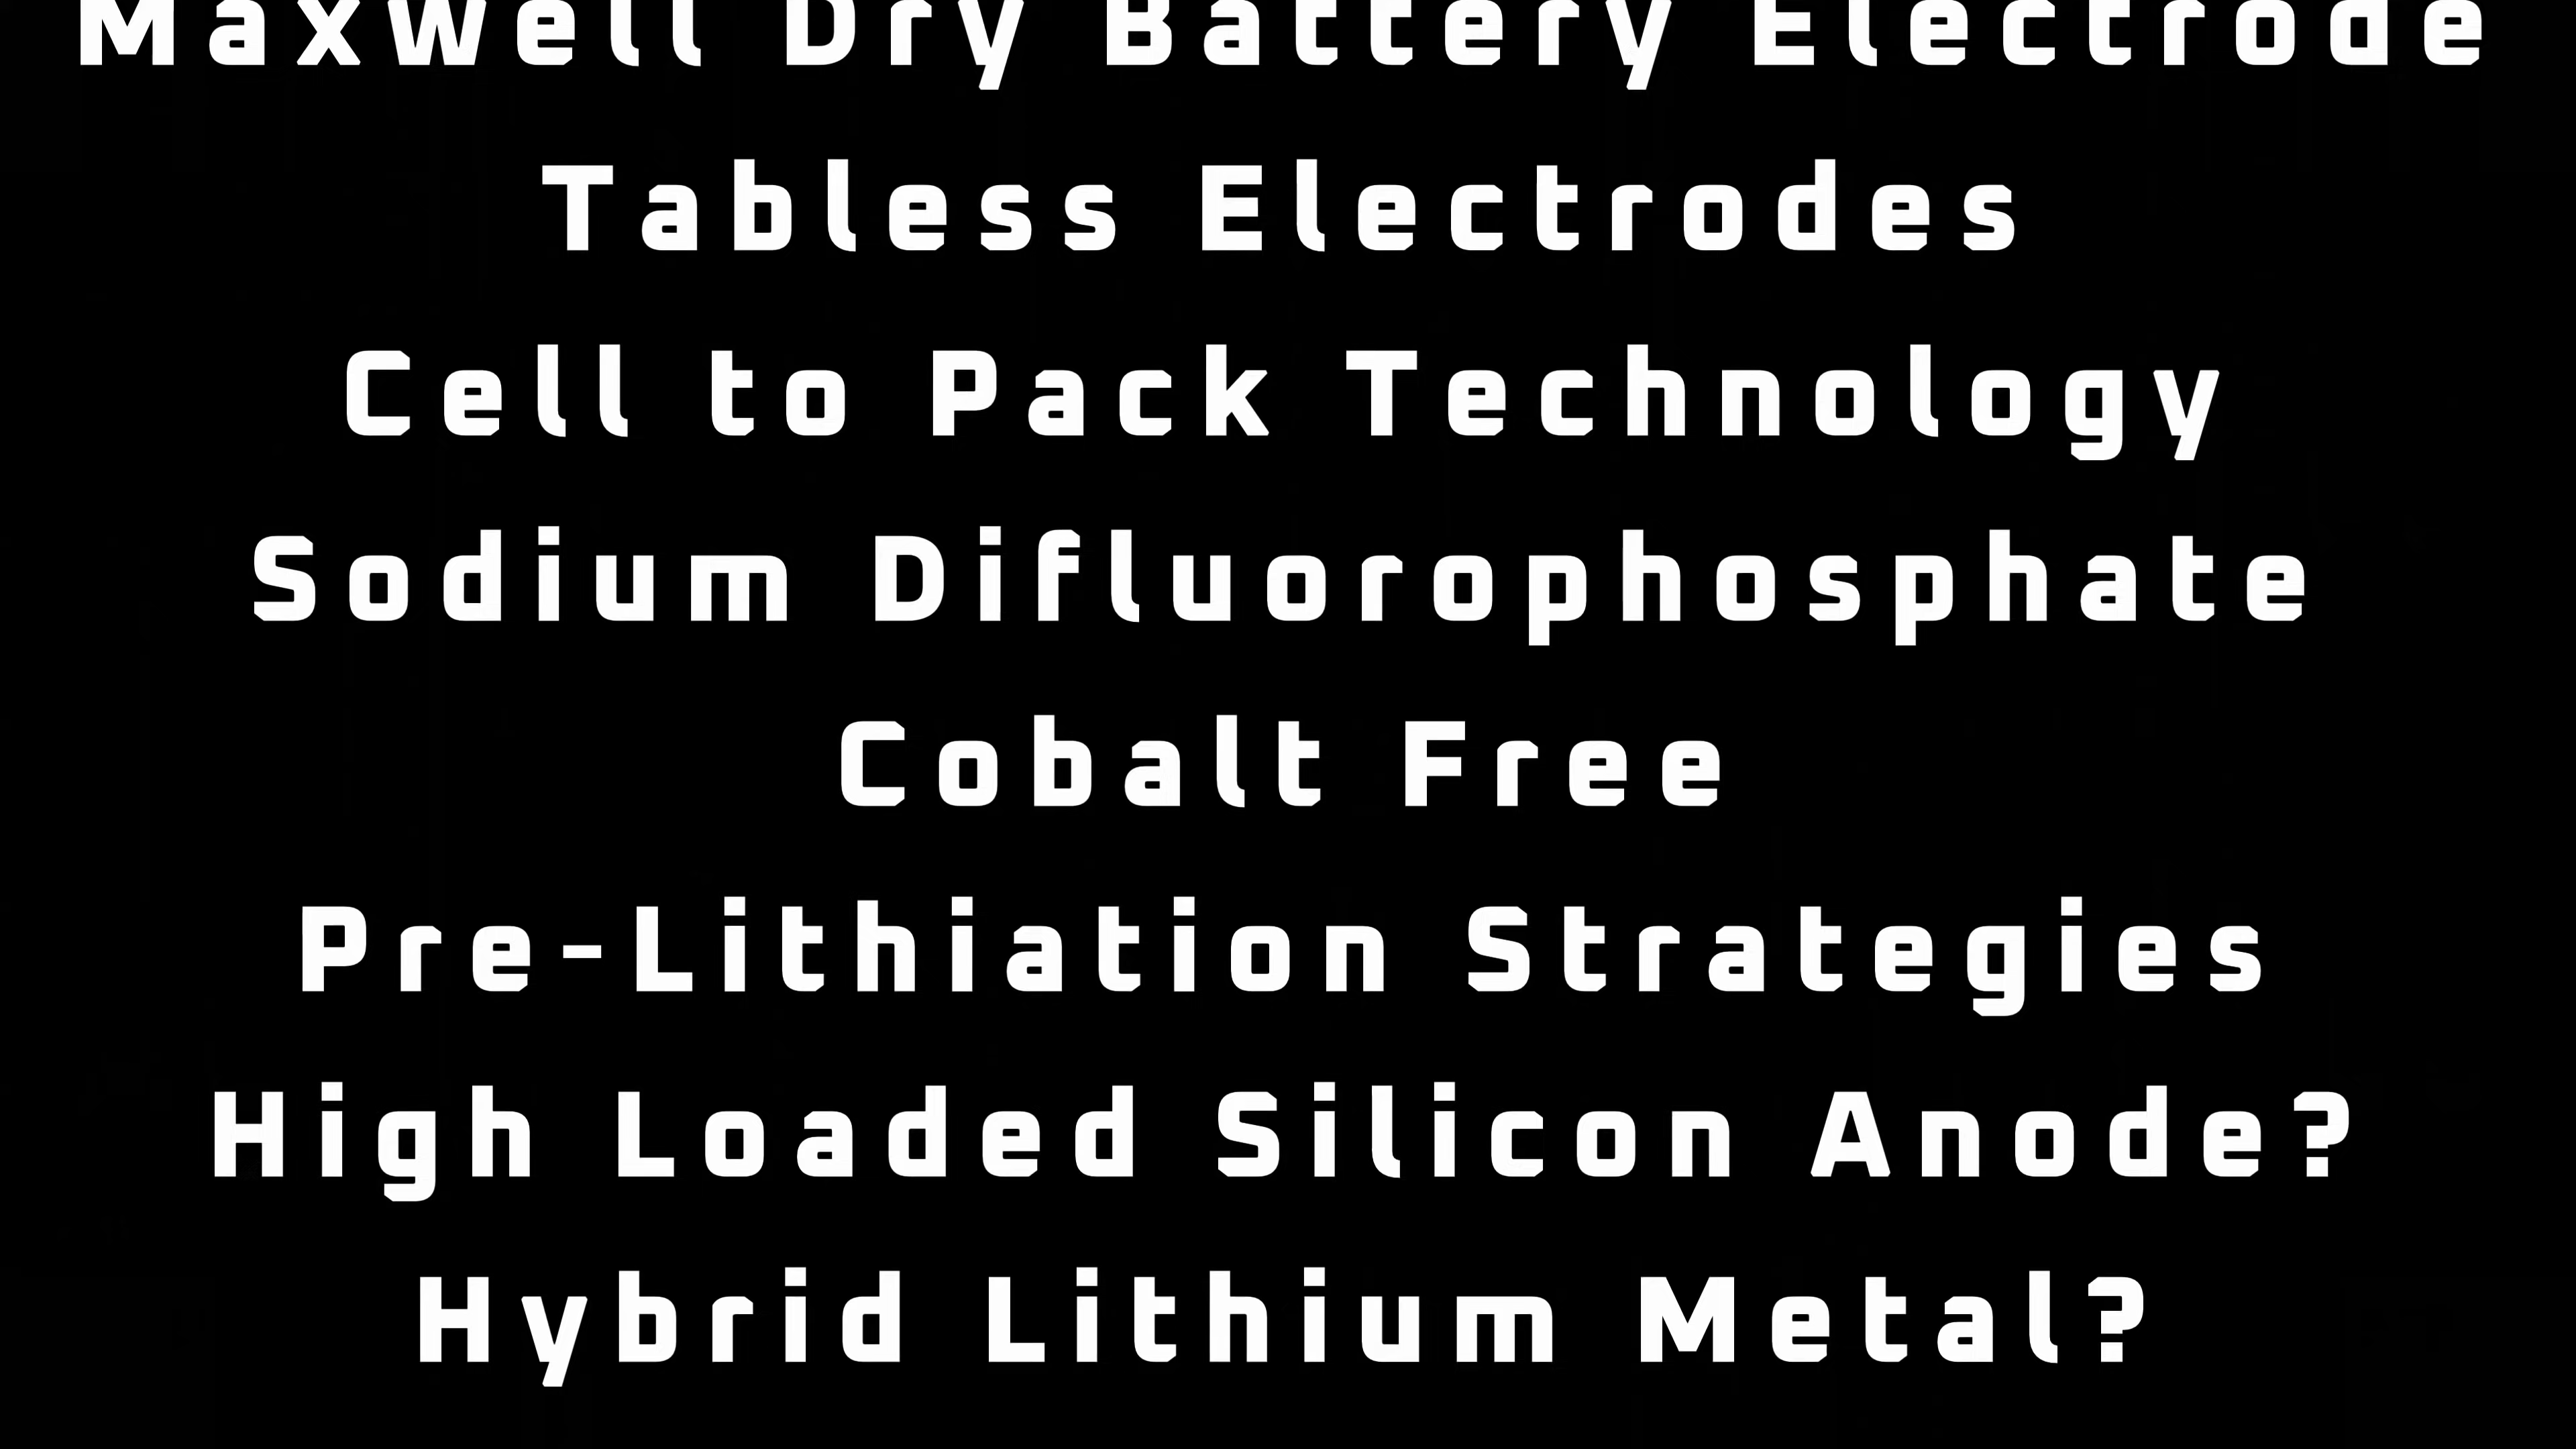 Maxwell Dry Battery Electrode
Tabless Electrodes
Cell to Pack Technology
Sodium Difluorophosphate
Cobalt Free
Pre-Lithiation Strategies
High Loaded Silicon Anode?
Hybrid Lithium Metal?